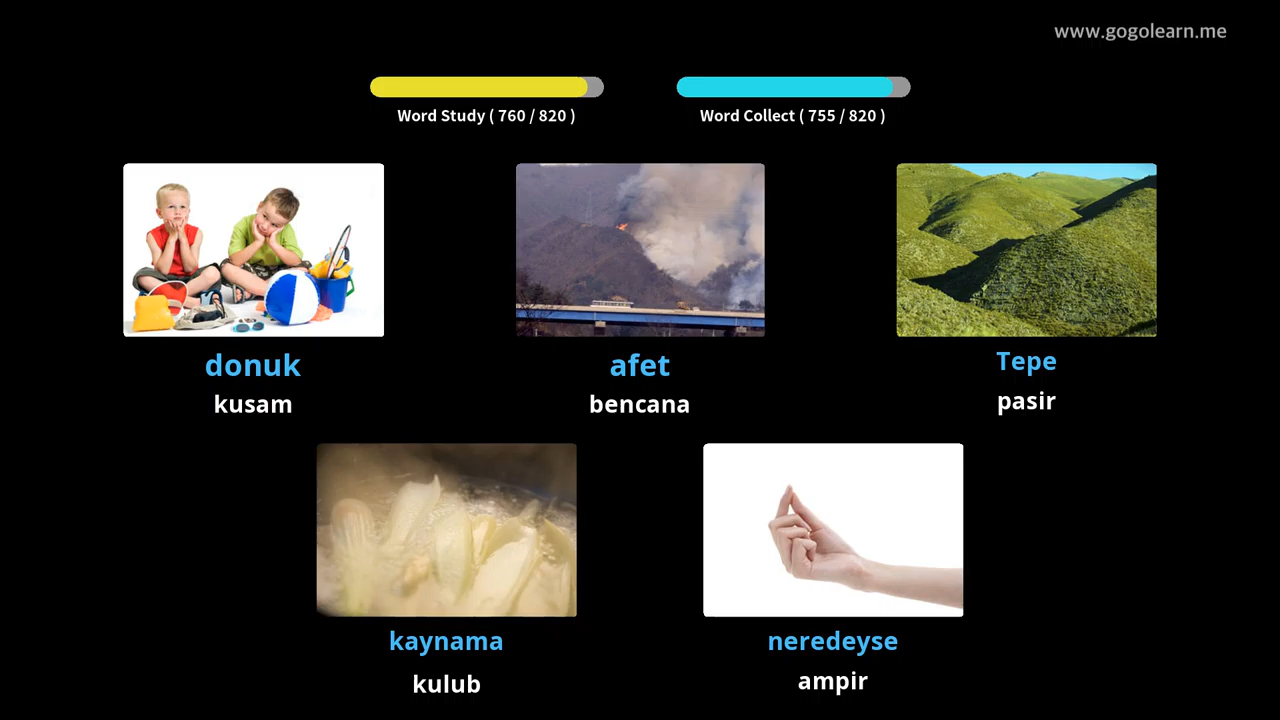 www.gogolearn.me
Word Study ( 760 / 820 )
Word Collect ( 755 / 820 )
donuk
kusam
afet
bencana
Tepe
pasir
kaynama
kulub
neredeyse
ampir